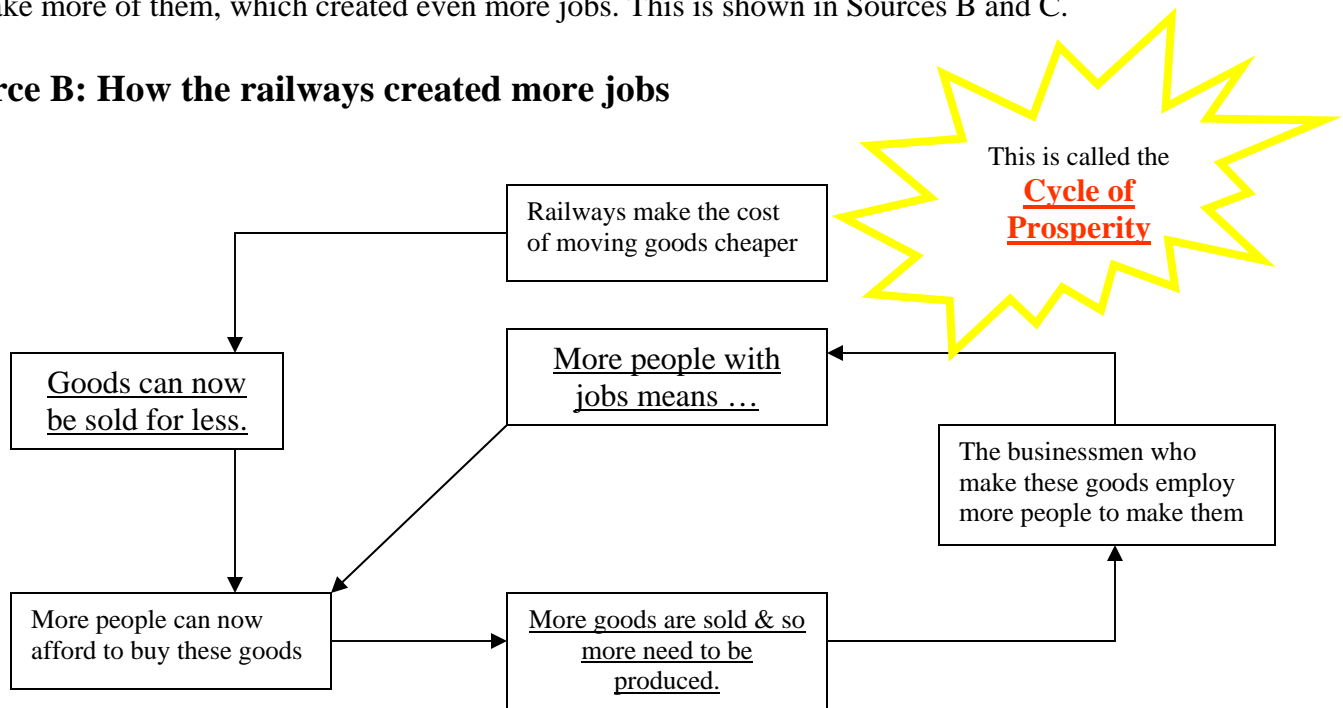 ake more of them, which created even more jobs. This is shown in Sources B and C.
rce B: How the railways created more jobs
This is called the
Cycle of
Prosperity
Railways make the cost
of moving goods cheaper
Goods can now
be sold for less.
More people with
jobs means …
The businessmen who
make these goods employ
more people to make them
More people can now
afford to buy these goods
More goods are sold & so
more need to be
produced.